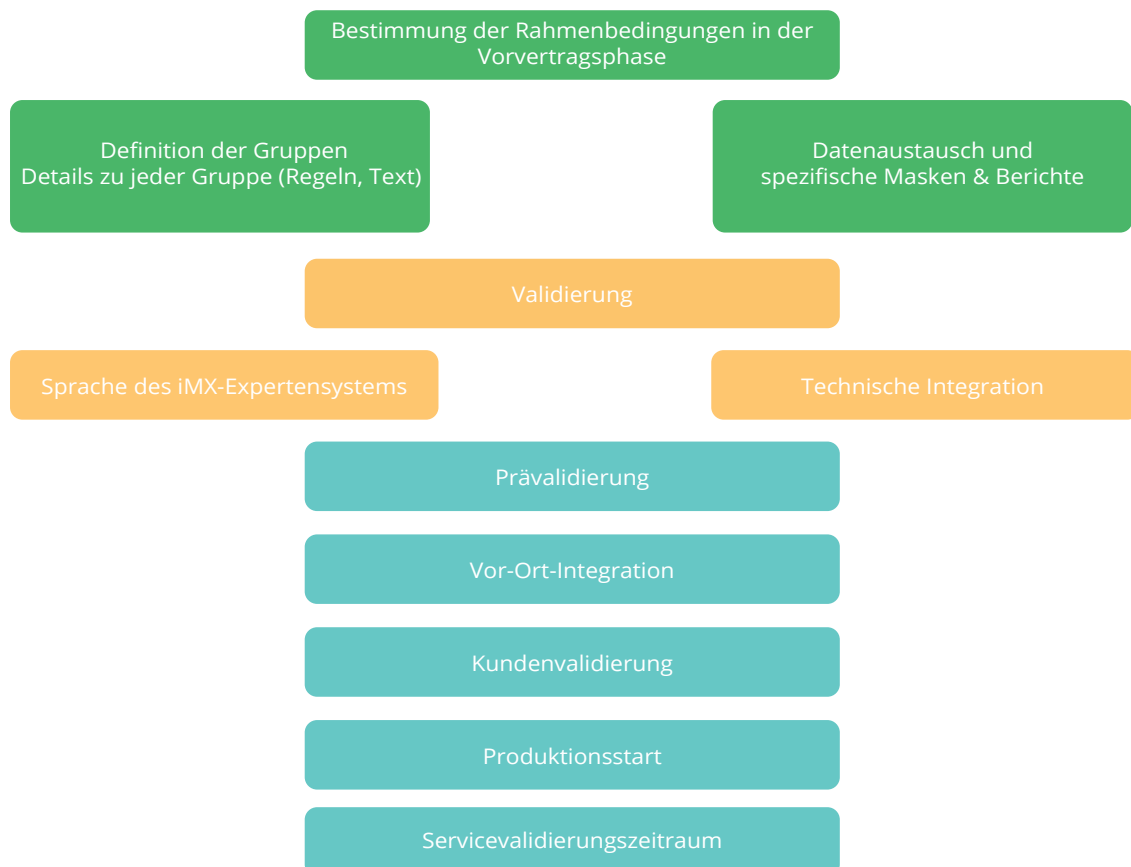 Bestimmung der Rahmenbedingungen in der
Vorvertragsphase
Definition der Gruppen
Details zu jeder Gruppe (Regeln, Text)
Datenaustausch und
spezifische Masken & Berichte
Validierung
Sprache des iMX-Expertensystems
Technische Integration
Prävalidierung
Vor-Ort-Integration
Kundenvalidierung
Produktionsstart
Servicevalidierungszeitraum